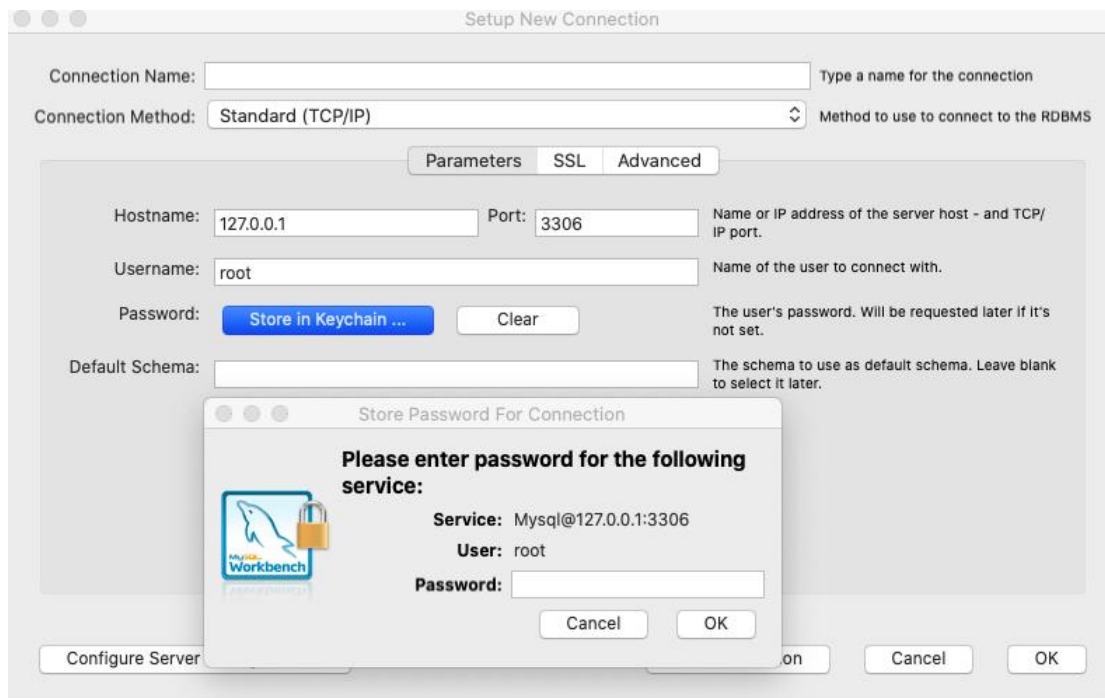 Setup New Connection
Connection Name:
Type a name for the connection
Connection Method: Standard (TCP/IP)
Method to use to connect to the RDBMS
Parameters SSL Advanced
Hostname: 127.0.0.1 Port: 3306
Name or IP address of the server host - and TCP/
IP port.
Username: root
Name of the user to connect with.
Password: Store in Keychain ... Clear
The user's password. Will be requested later if it's
not set.
Default Schema:
The schema to use as default schema. Leave blank
to select it later.
Store Password For Connection
Please enter password for the following
service:
Service: Mysql@127.0.0.1:3306
User: root
Password:
MySQL
Workbench
Cancel OK
Configure Server
on Cancel OK